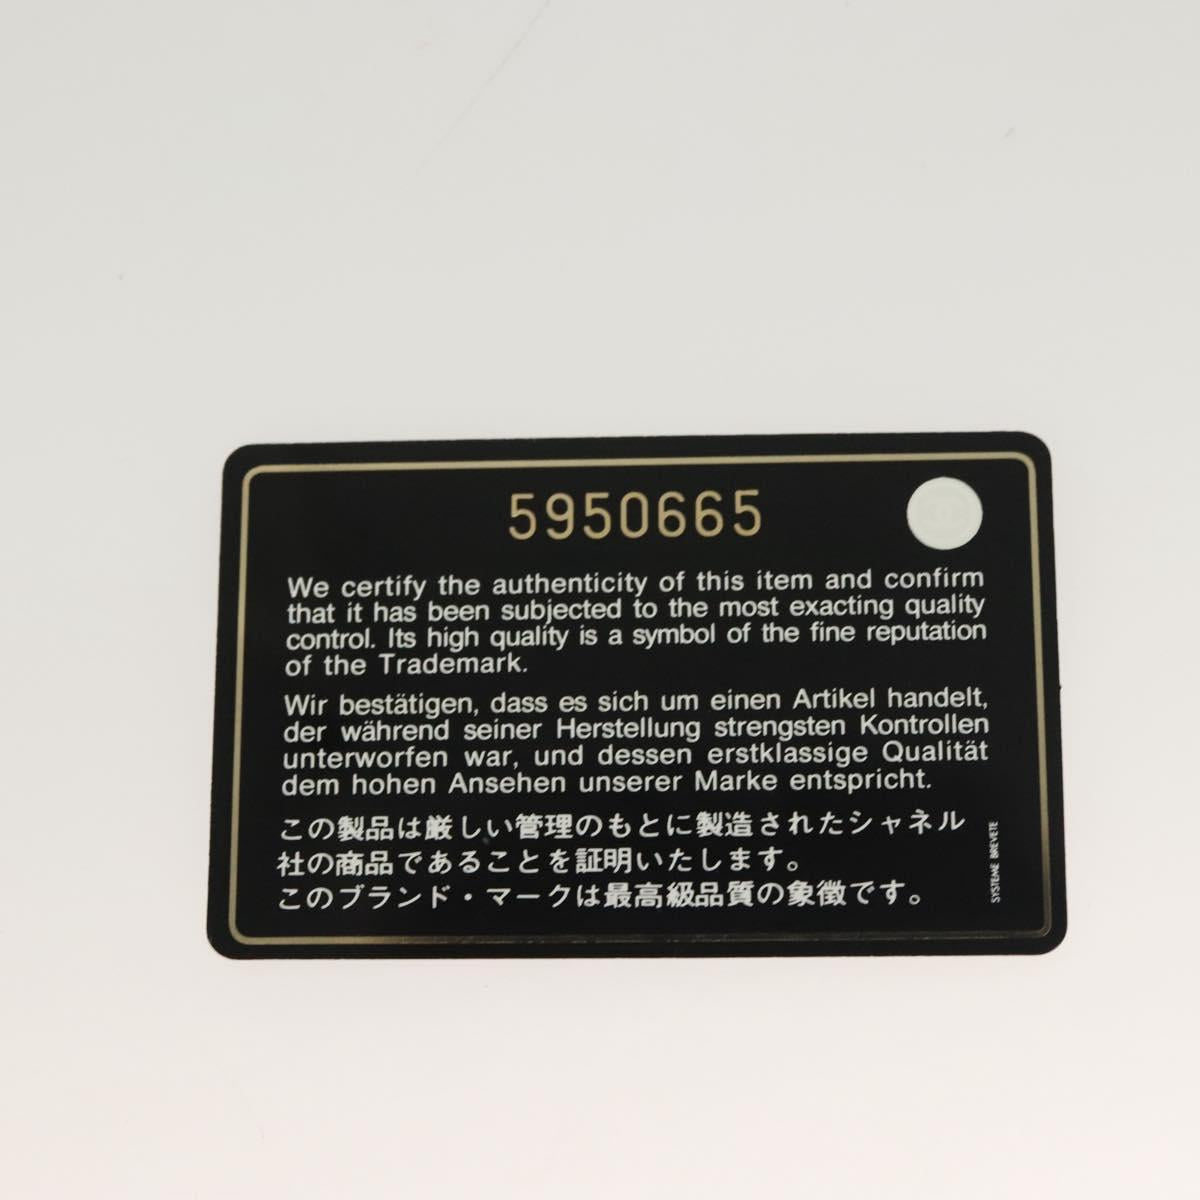 5950665
We certify the authenticity of this item and confirm
that it has been subjected to the most exacting quality
control. Its high quality is a symbol of the fine reputation
of the Trademark.
Wir bestätigen, dass es sich um einen Artikel handelt,
der während seiner Herstellung strengsten Kontrollen
unterworfen war, und dessen erstklassige Qualität
dem hohen Ansehen unserer Marke entspricht.
この製品は厳しい管理のもとに製造されたシャネル
社の商品であることを証明いたします。
このブランド・マークは最高級品質の象徴です。
SYSTEME BREVETE